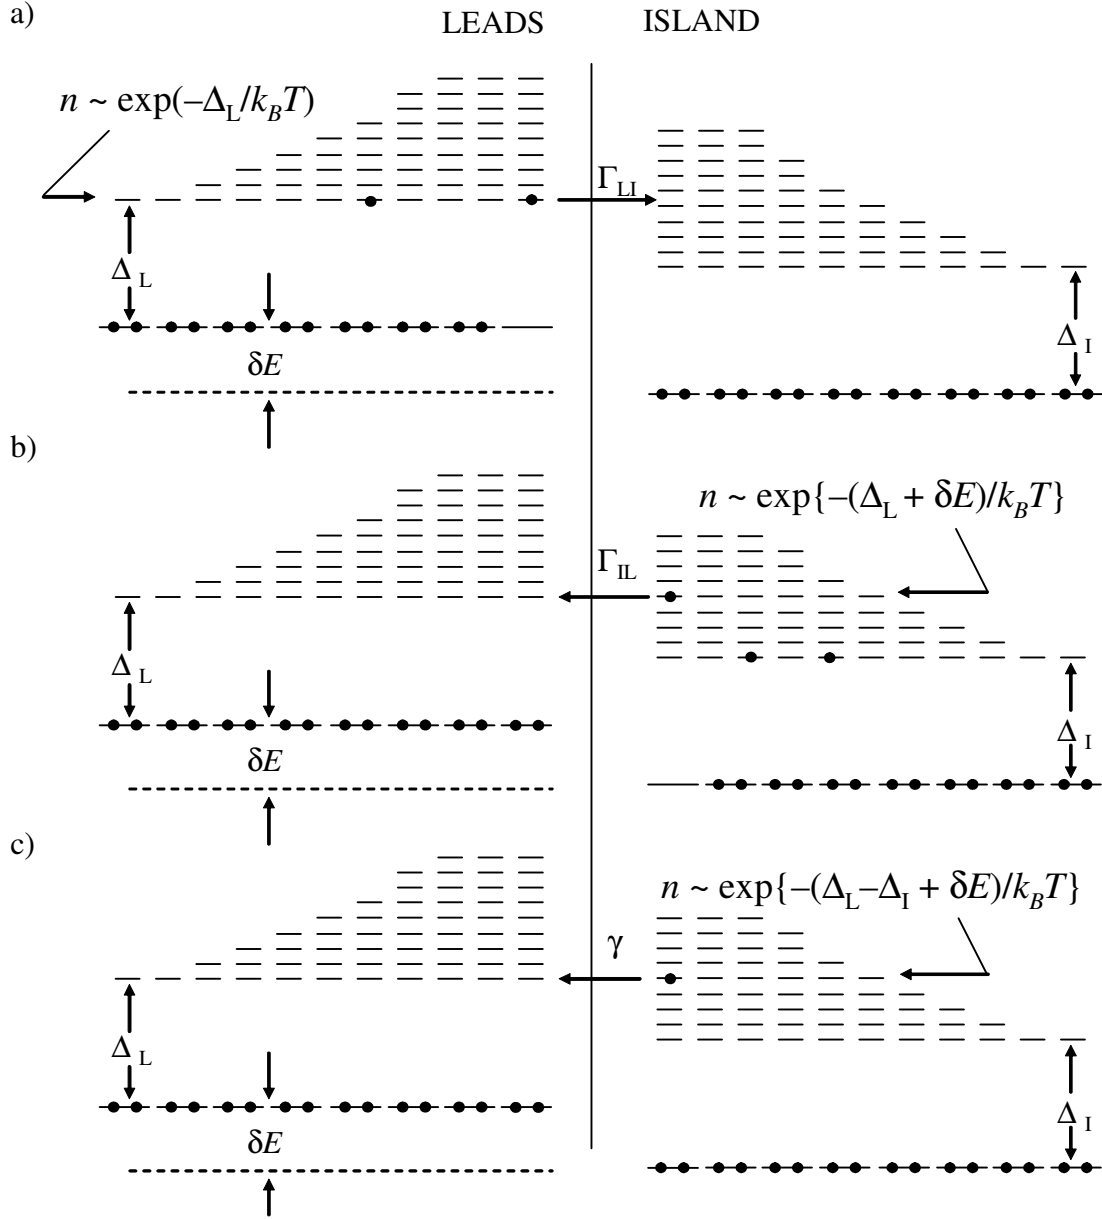 a)
LEADS
ISLAND
n ~ exp(−Δ_L/k_BT)
Γ_LI
Δ_L
Δ_I
δE
b)
n ~ exp{−(Δ_L + δE)/k_BT}
Γ_IL
Δ_L
Δ_I
δE
c)
n ~ exp{−(Δ_L−Δ_I + δE)/k_BT}
γ
Δ_L
Δ_I
δE